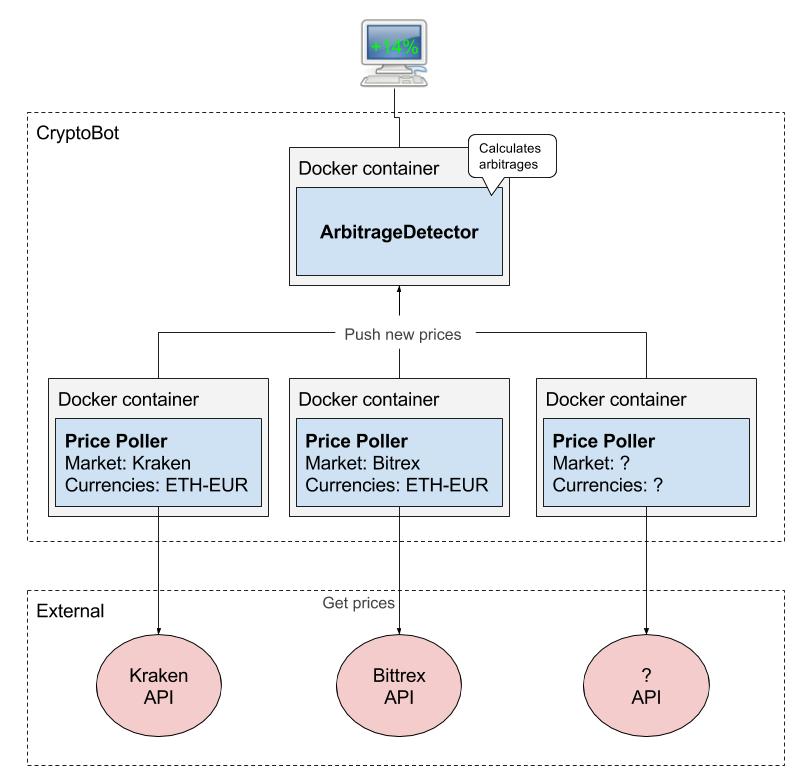 +14%
CryptoBot
Calculates
arbitrages
Docker container
ArbitrageDetector
Push new prices
Docker container
Price Poller
Market: Kraken
Currencies: ETH-EUR
Docker container
Price Poller
Market: Bitrex
Currencies: ETH-EUR
Docker container
Price Poller
Market: ?
Currencies: ?
External
Get prices
Kraken
API
Bittrex
API
?
API